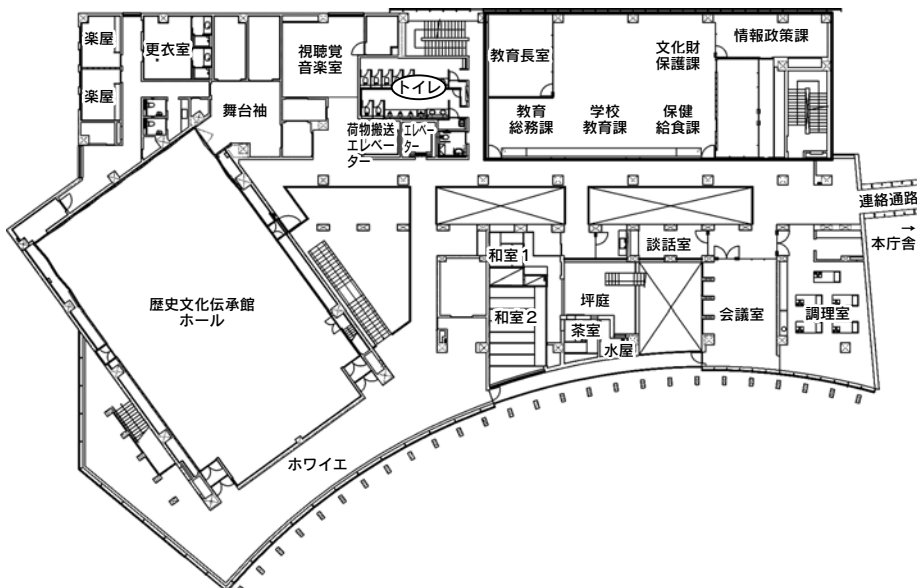 楽屋
更衣室
視聴覚
音楽室
教育長室
文化財
保護課
情報政策課
楽屋
舞台袖
トイレ
教育
総務課
学校
教育課
保健
給食課
荷物搬送
エレベ
ーター
エレベ
ーター
連絡通路
→
本庁舎
和室1
談話室
歴史文化伝承館
ホール
和室2
坪庭
茶室
水屋
会議室
調理室
ホワイエ